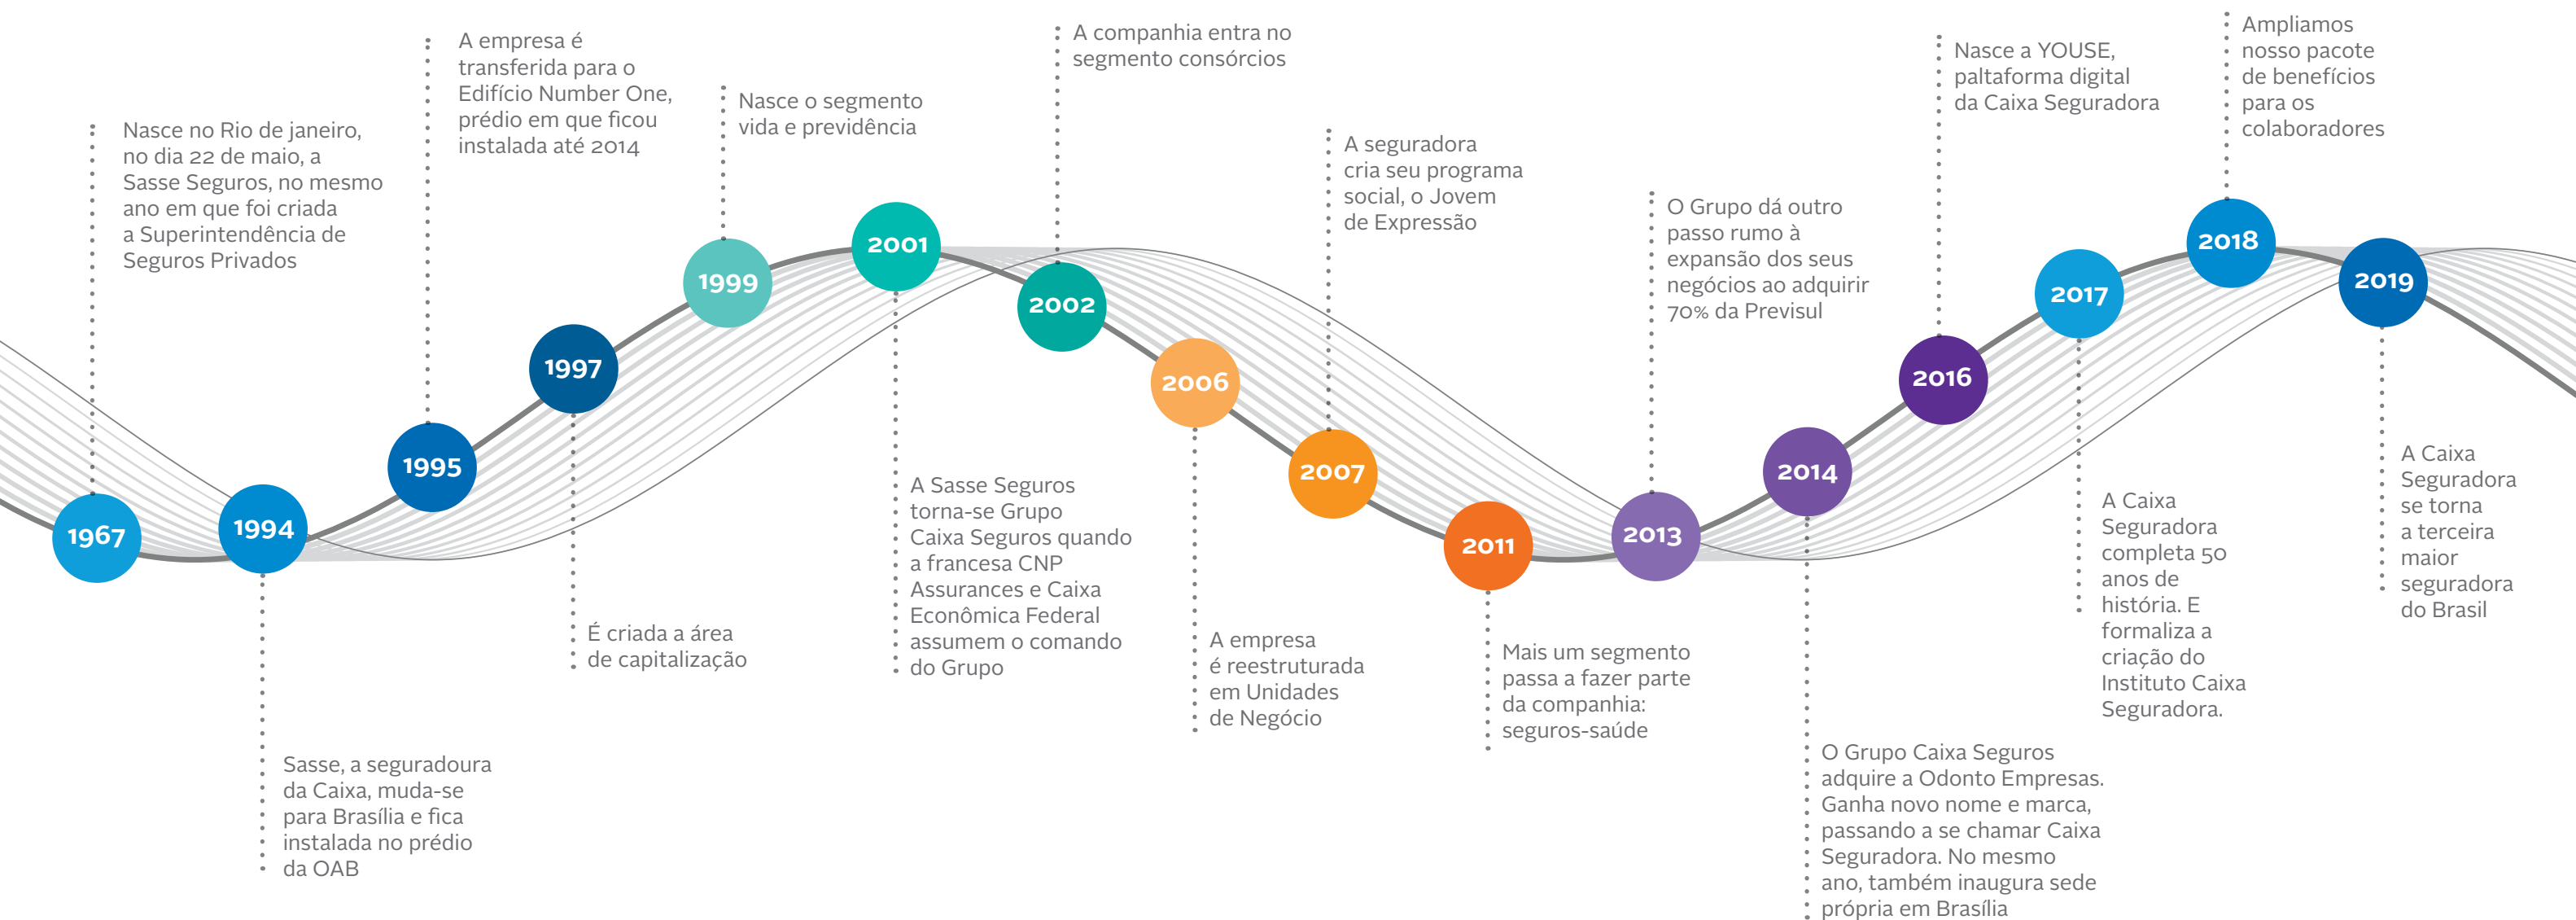 1967
Nasce no Rio de janeiro,
no dia 22 de maio, a
Sasse Seguros, no mesmo
ano em que foi criada
a Superintendência de
Seguros Privados
1994
Sasse, a seguradoura
da Caixa, muda-se
para Brasília e fica
instalada no prédio
da OAB
1995
A empresa é
transferida para o
Edifício Number One,
prédio em que ficou
instalada até 2014
1997
É criada a área
de capitalização
1999
Nasce o segmento
vida e previdência
2001
A Sasse Seguros
torna-se Grupo
Caixa Seguros quando
a francesa CNP
Assurances e Caixa
Econômica Federal
assumem o comando
do Grupo
2002
A companhia entra no
segmento consórcios
2006
A empresa
é reestruturada
em Unidades
de Negócio
2007
A seguradora
cria seu programa
social, o Jovem
de Expressão
2011
Mais um segmento
passa a fazer parte
da companhia:
seguros-saúde
2013
O Grupo dá outro
passo rumo à
expansão dos seus
negócios ao adquirir
70% da Previsul
2014
O Grupo Caixa Seguros
adquire a Odonto Empresas.
Ganha novo nome e marca,
passando a se chamar Caixa
Seguradora. No mesmo
ano, também inaugura sede
própria em Brasília
2016
Nasce a YOUSE,
paltaforma digital
da Caixa Seguradora
2017
A Caixa
Seguradora
completa 50
anos de
história. E
formaliza a
criação do
Instituto Caixa
Seguradora.
2018
Ampliamos
nosso pacote
de benefícios
para os
colaboradores
2019
A Caixa
Seguradora
se torna
a terceira
maior
seguradora
do Brasil